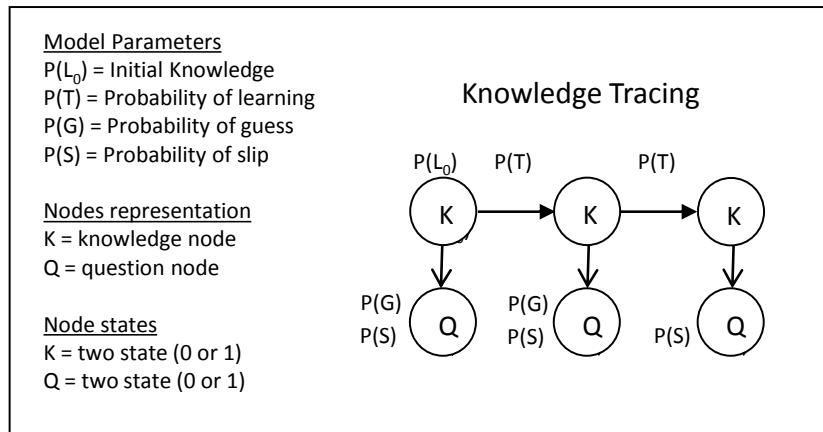 Model Parameters
P(L₀) = Initial Knowledge
P(T) = Probability of learning
P(G) = Probability of guess
P(S) = Probability of slip
Nodes representation
K = knowledge node
Q = question node
Node states
K = two state (0 or 1)
Q = two state (0 or 1)
Knowledge Tracing
P(L₀) P(T) P(T)
K K K
P(G) P(G)
P(S) Q P(S) Q P(S) Q